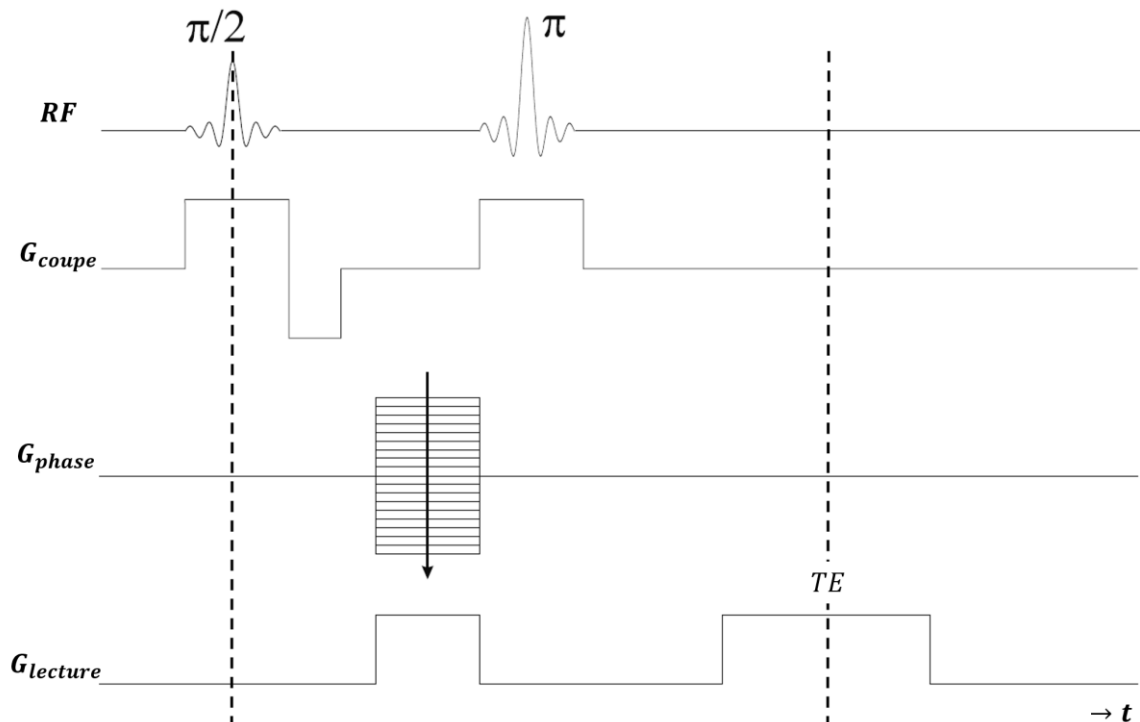 π/2
π
RF
G_coupe
G_phase
TE
G_lecture
→ t